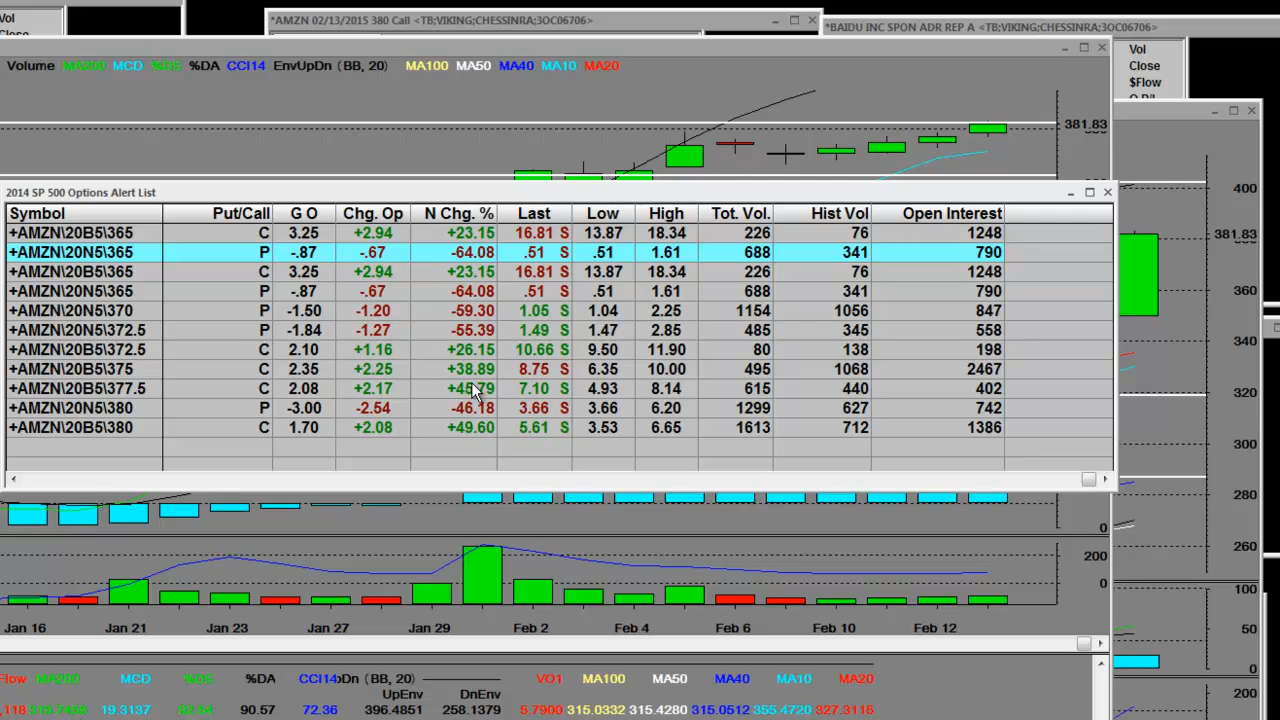 Vol
Close
*AMZN 02/13/2015 380 Call <TB;VIKING;CHESSINRA;3OC06706>
*BAIDU INC SPON ADR REP A <TB;VIKING;CHESSINRA;3OC06706>
Vol
Close
$Flow
Volume MA200 MCD %DA CCI14 EnvUpDn (BB, 20) MA100 MA50 MA40 MA10 MA20
381.83
2014 SP 500 Options Alert List
Symbol Put/Call G O Chg. Op N Chg. % Last Low High Tot. Vol. Hist Vol Open Interest
+AMZN\20B5\365 C 3.25 +2.94 +23.15 16.81 S 13.87 18.34 226 76 1248
+AMZN\20N5\365 P -.87 -.67 -64.08 .51 S .51 1.61 688 341 790
+AMZN\20B5\365 C 3.25 +2.94 +23.15 16.81 S 13.87 18.34 226 76 1248
+AMZN\20N5\365 P -.87 -.67 -64.08 .51 S .51 1.61 688 341 790
+AMZN\20N5\370 P -1.50 -1.20 -59.30 1.05 S 1.04 2.25 1154 1056 847
+AMZN\20N5\372.5 P -1.84 -1.27 -55.39 1.49 S 1.47 2.85 485 345 558
+AMZN\20B5\372.5 C 2.10 +1.16 +26.15 10.66 S 9.50 11.90 80 138 198
+AMZN\20B5\375 C 2.35 +2.25 +38.89 8.75 S 6.35 10.00 495 1068 2467
+AMZN\20B5\377.5 C 2.08 +2.17 7.10 S 4.93 8.14 615 440 402
+AMZN\20N5\380 P -3.00 -2.54 -46.18 3.66 S 3.66 6.20 1299 627 742
+AMZN\20B5\380 C 1.70 +2.08 +49.60 5.61 S 3.53 6.65 1613 712 1386
400
381.83
360
340
320
300
280
260
0
200
0
100
50
0
200
Jan 16 Jan 21 Jan 23 Jan 27 Jan 29 Feb 2 Feb 4 Feb 6 Feb 10 Feb 12
Flow MA200 MCD %DA CCI14 Dn (BB, 20) VO1 MA100 MA50 MA40 MA10 MA20
UpEnv DnEnv
,118 19.3137 90.57 72.36 396.4851 258.1379 5.7900 315.0332 315.4280 315.0512 355.4720 327.3115